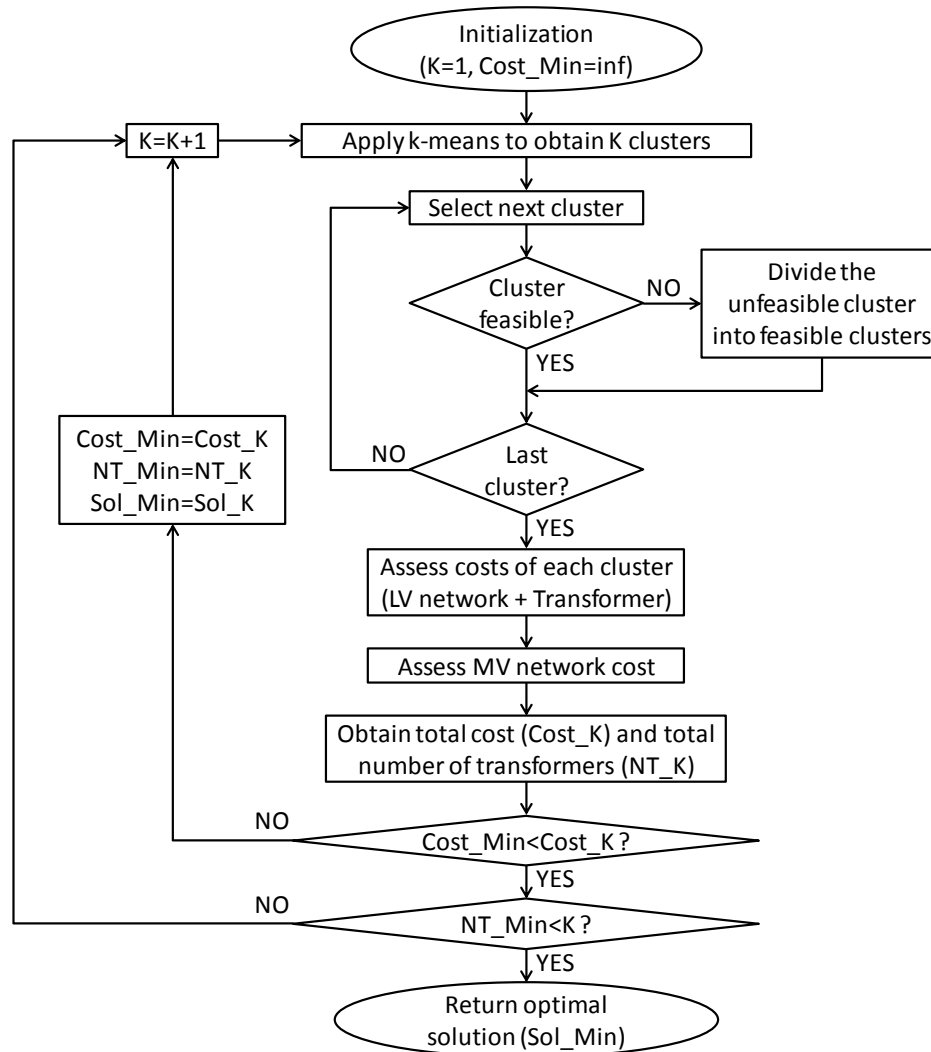 Initialization
(K=1, Cost_Min=inf)
K=K+1
Apply k-means to obtain K clusters
Select next cluster
Cluster
feasible?
NO
Divide the
unfeasible cluster
into feasible clusters
YES
Cost_Min=Cost_K
NT_Min=NT_K
Sol_Min=Sol_K
NO
Last
cluster?
YES
Assess costs of each cluster
(LV network + Transformer)
Assess MV network cost
Obtain total cost (Cost_K) and total
number of transformers (NT_K)
NO
Cost_Min<Cost_K ?
YES
NO
NT_Min<K ?
YES
Return optimal
solution (Sol_Min)